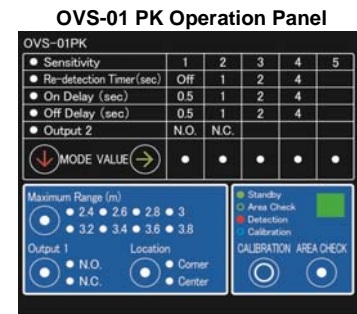 OVS-01 PK Operation Panel
OVS-01PK
Sensitivity 1 2 3 4 5
Re-detection Timer(sec) Off 1 2 4
On Delay (sec) 0.5 1 2 4
Off Delay (sec) 0.5 1 2 4
Output 2 N.O. N.C.
MODE VALUE
Maximum Range (m)
2.4 2.6 2.8 3
3.2 3.4 3.6 3.8
Output 1 Location
N.O. Corner
N.C. Center
Standby
Area Check
Detection
Calibration
CALIBRATION AREA CHECK